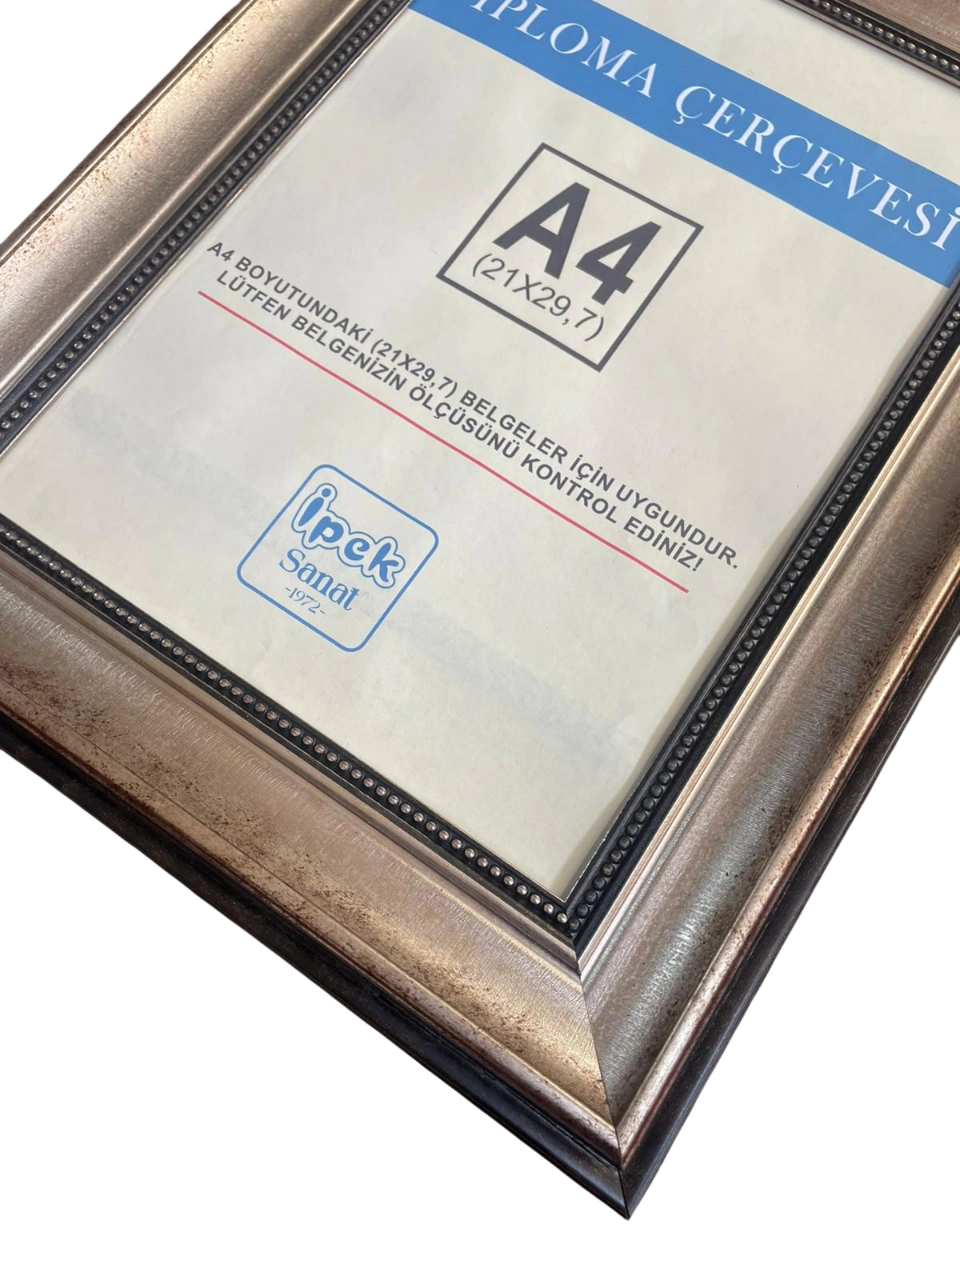 İPLOMA ÇERÇEVESİ
A4
(21X29,7)
A4 BOYUTUNDAKİ (21X29,7) BELGELER İÇİN UYGUNDUR.
LÜTFEN BELGENİZİN ÖLÇÜSÜNÜ KONTROL EDİNİZ!
ipek
Sanat
-1972-